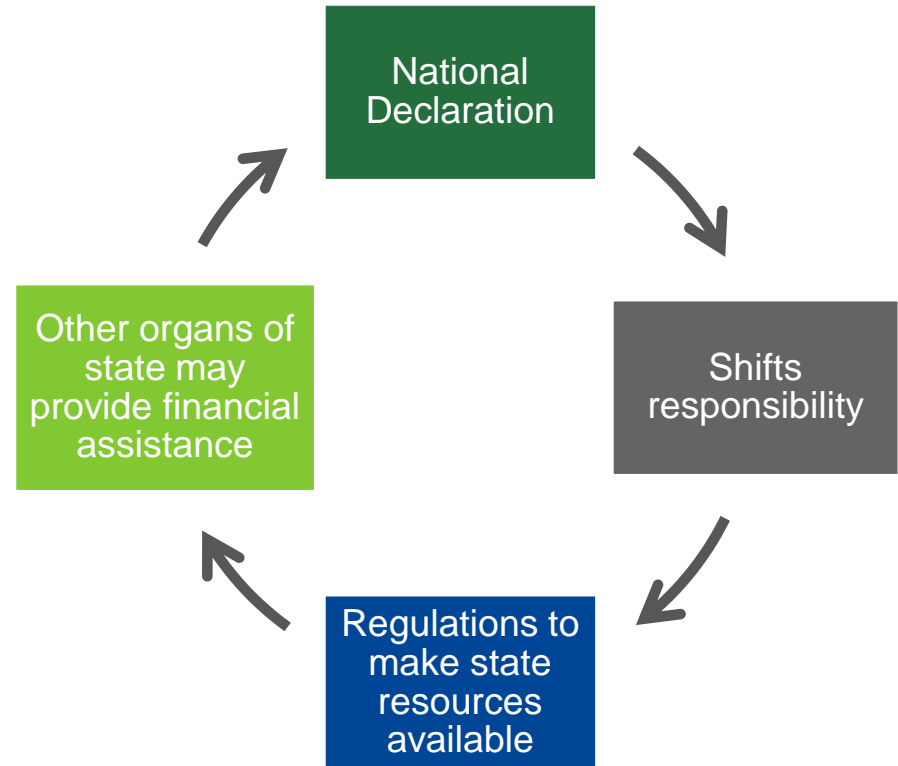 National
Declaration
Shifts
responsibility
Regulations to
make state
resources
available
Other organs of
state may
provide financial
assistance